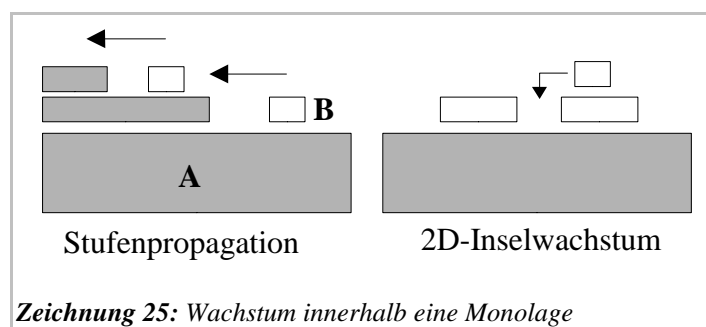 B
A
Stufenpropagation
2D-Inselwachstum
Zeichnung 25: Wachstum innerhalb eine Monolage